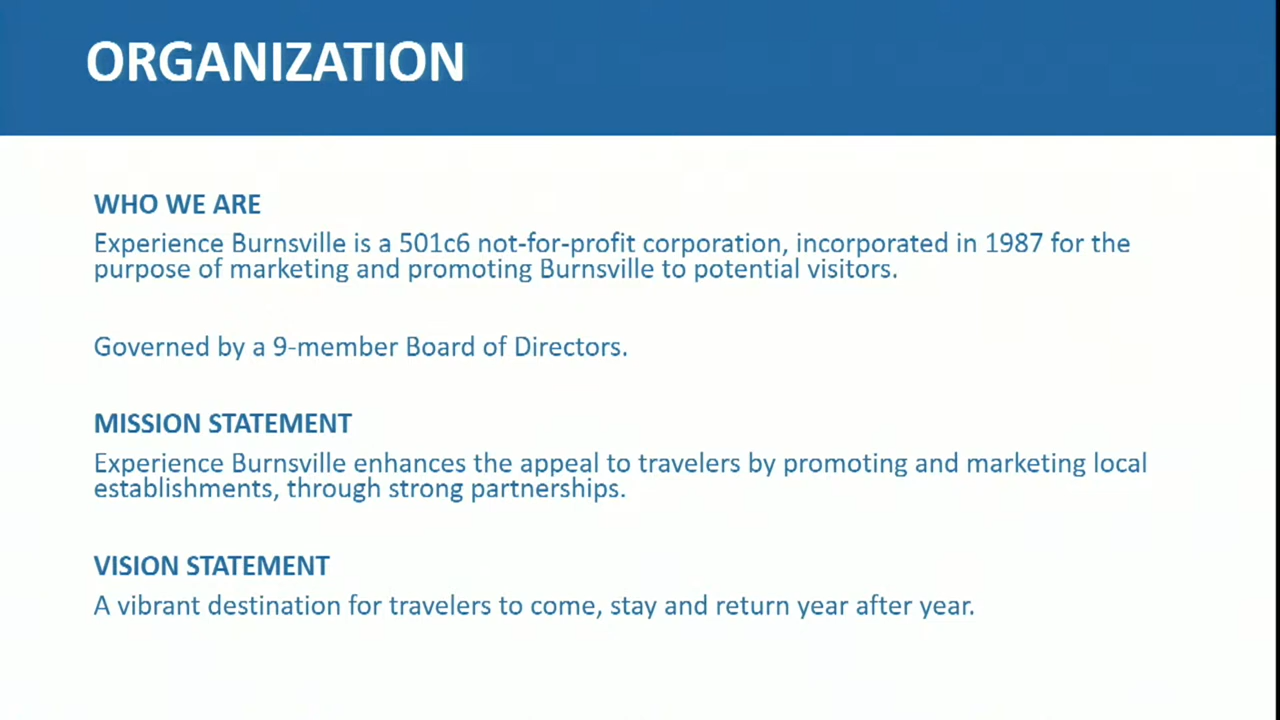 ORGANIZATION
WHO WE ARE
Experience Burnsville is a 501c6 not-for-profit corporation, incorporated in 1987 for the
purpose of marketing and promoting Burnsville to potential visitors.
Governed by a 9-member Board of Directors.
MISSION STATEMENT
Experience Burnsville enhances the appeal to travelers by promoting and marketing local
establishments, through strong partnerships.
VISION STATEMENT
A vibrant destination for travelers to come, stay and return year after year.